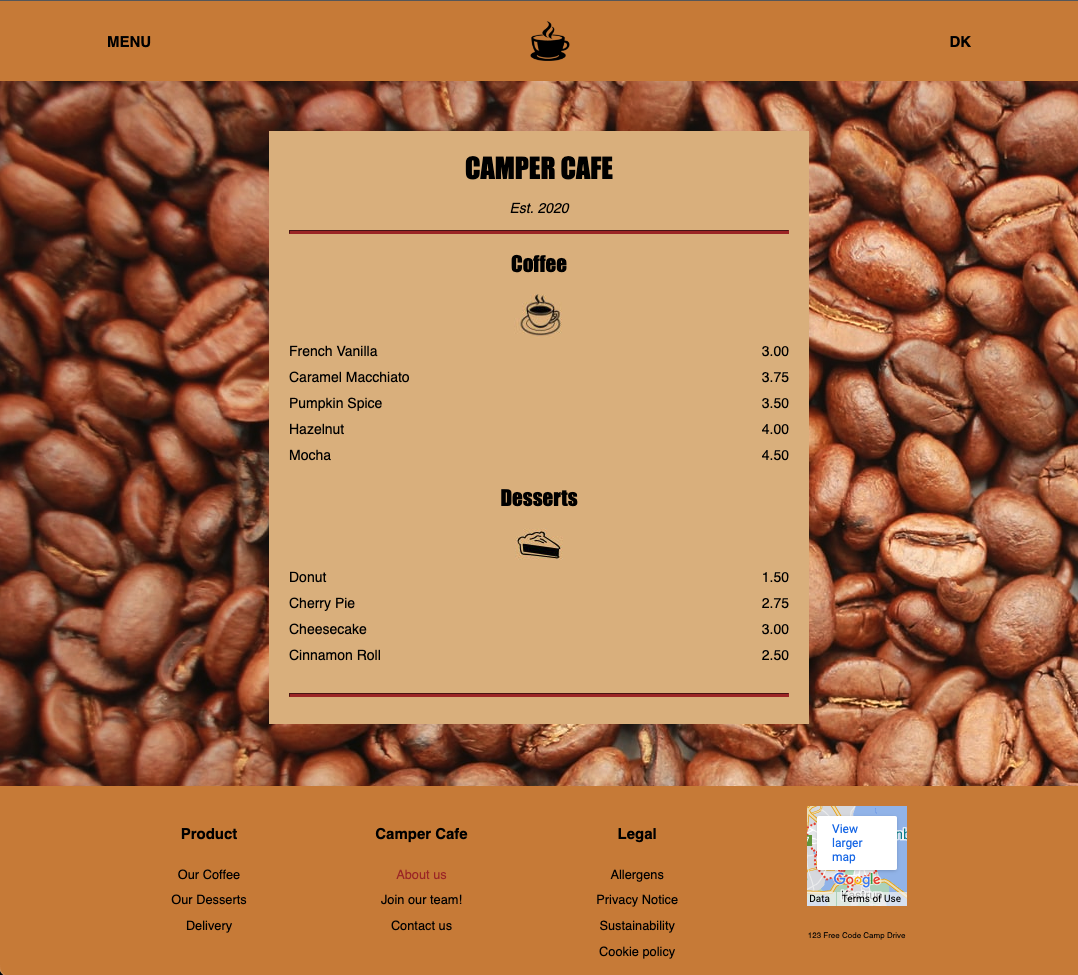 MENU
DK
CAMPER CAFE
Est. 2020
Coffee
French Vanilla 3.00
Caramel Macchiato 3.75
Pumpkin Spice 3.50
Hazelnut 4.00
Mocha 4.50
Desserts
Donut 1.50
Cherry Pie 2.75
Cheesecake 3.00
Cinnamon Roll 2.50
Product
Our Coffee
Our Desserts
Delivery
Camper Cafe
About us
Join our team!
Contact us
Legal
Allergens
Privacy Notice
Sustainability
Cookie policy
View
larger
map
Google
Data Terms of Use
123 Free Code Camp Drive